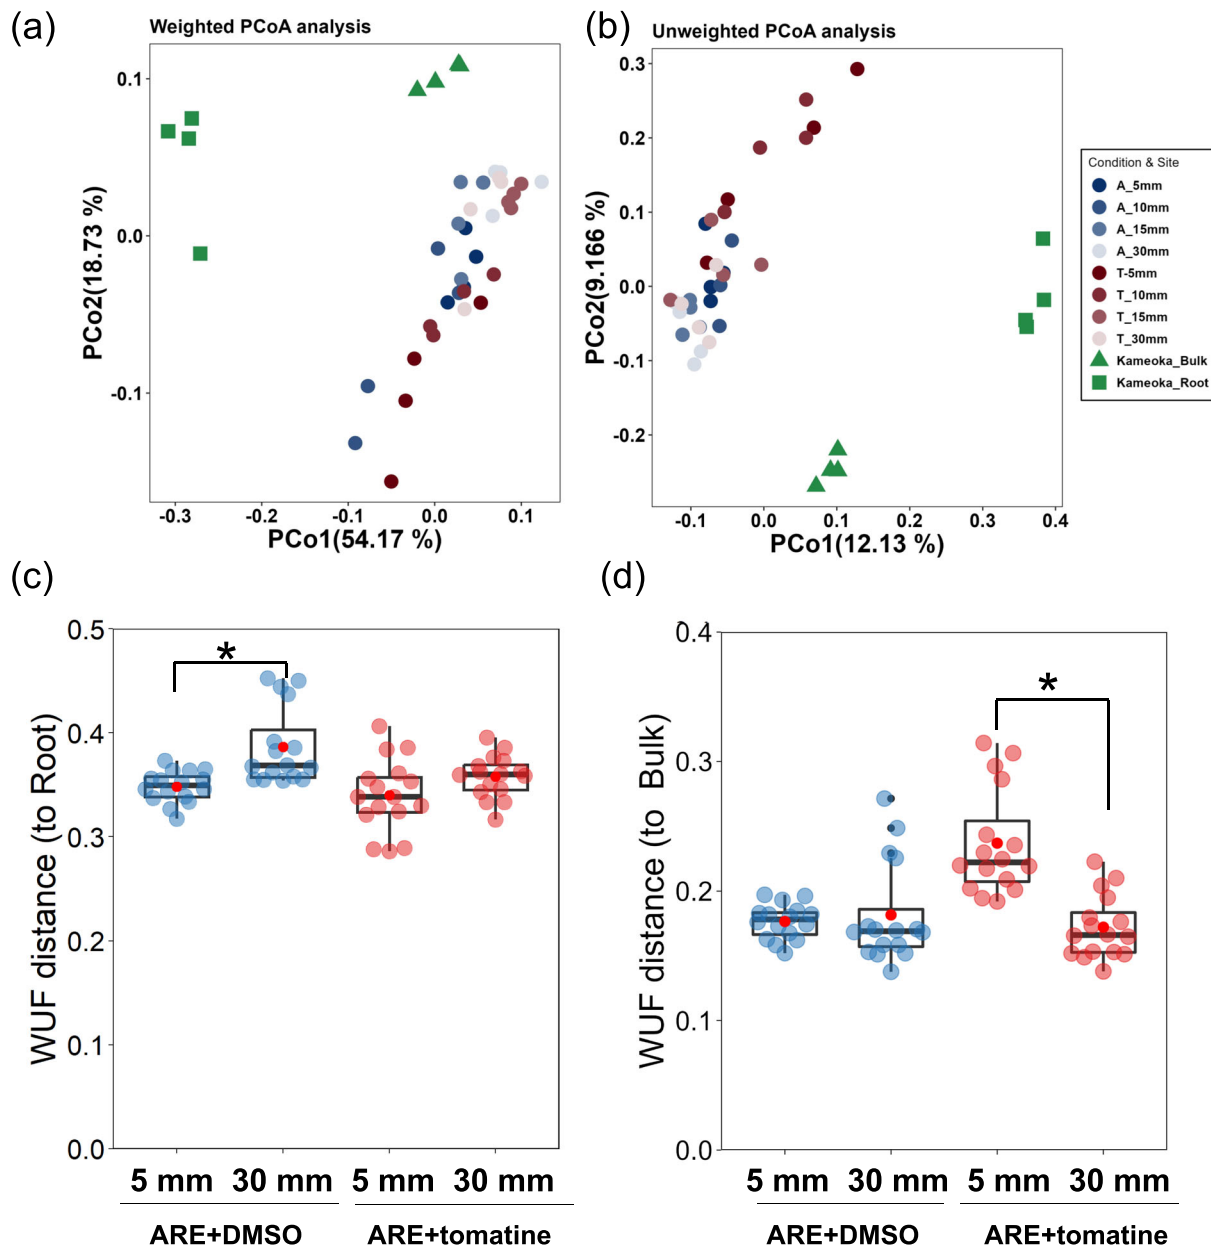 (a)
Weighted PCoA analysis
0.1
0.0
-0.1
PCo2(18.73 %)
-0.3 -0.2 -0.1 0.0 0.1
PCo1(54.17 %)
(b)
Unweighted PCoA analysis
0.3
0.2
0.1
0.0
-0.1
-0.2
PCo2(9.166 %)
-0.1 0.0 0.1 0.2 0.3 0.4
PCo1(12.13 %)
Condition & Site
A_5mm
A_10mm
A_15mm
A_30mm
T-5mm
T_10mm
T_15mm
T_30mm
Kameoka_Bulk
Kameoka_Root
(c)
0.5
0.4
0.3
0.2
0.1
0.0
WUF distance (to Root)
*
5 mm 30 mm 5 mm 30 mm
ARE+DMSO ARE+tomatine
(d)
0.4
0.3
0.2
0.1
0.0
WUF distance (to Bulk)
*
5 mm 30 mm 5 mm 30 mm
ARE+DMSO ARE+tomatine